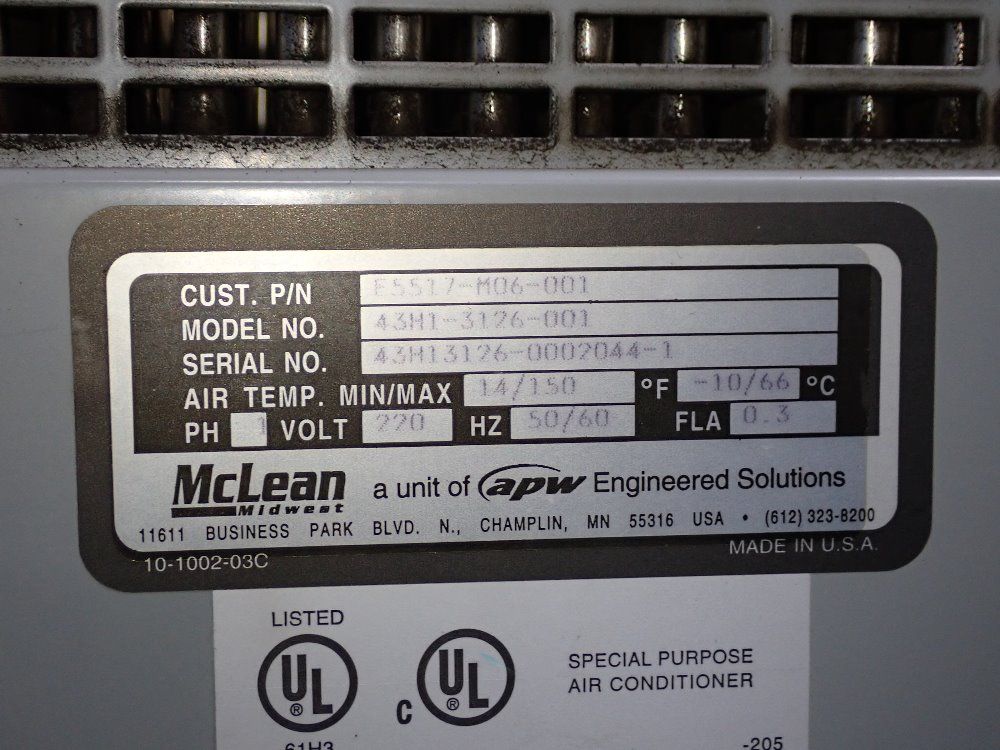 CUST. P/N E5517-M06-001
MODEL NO. 43H1-3126-001
SERIAL NO. 43H13126-0002044-1
AIR TEMP. MIN/MAX 14/150 °F -10/66 °C
PH 1 VOLT 220 HZ 50/60 FLA 0.3
McLean Midwest a unit of apw Engineered Solutions
11611 BUSINESS PARK BLVD. N., CHAMPLIN, MN 55316 USA • (612) 323-8200
10-1002-03C MADE IN U.S.A.
LISTED
UL ® C UL ® SPECIAL PURPOSE
AIR CONDITIONER
61H3 -205